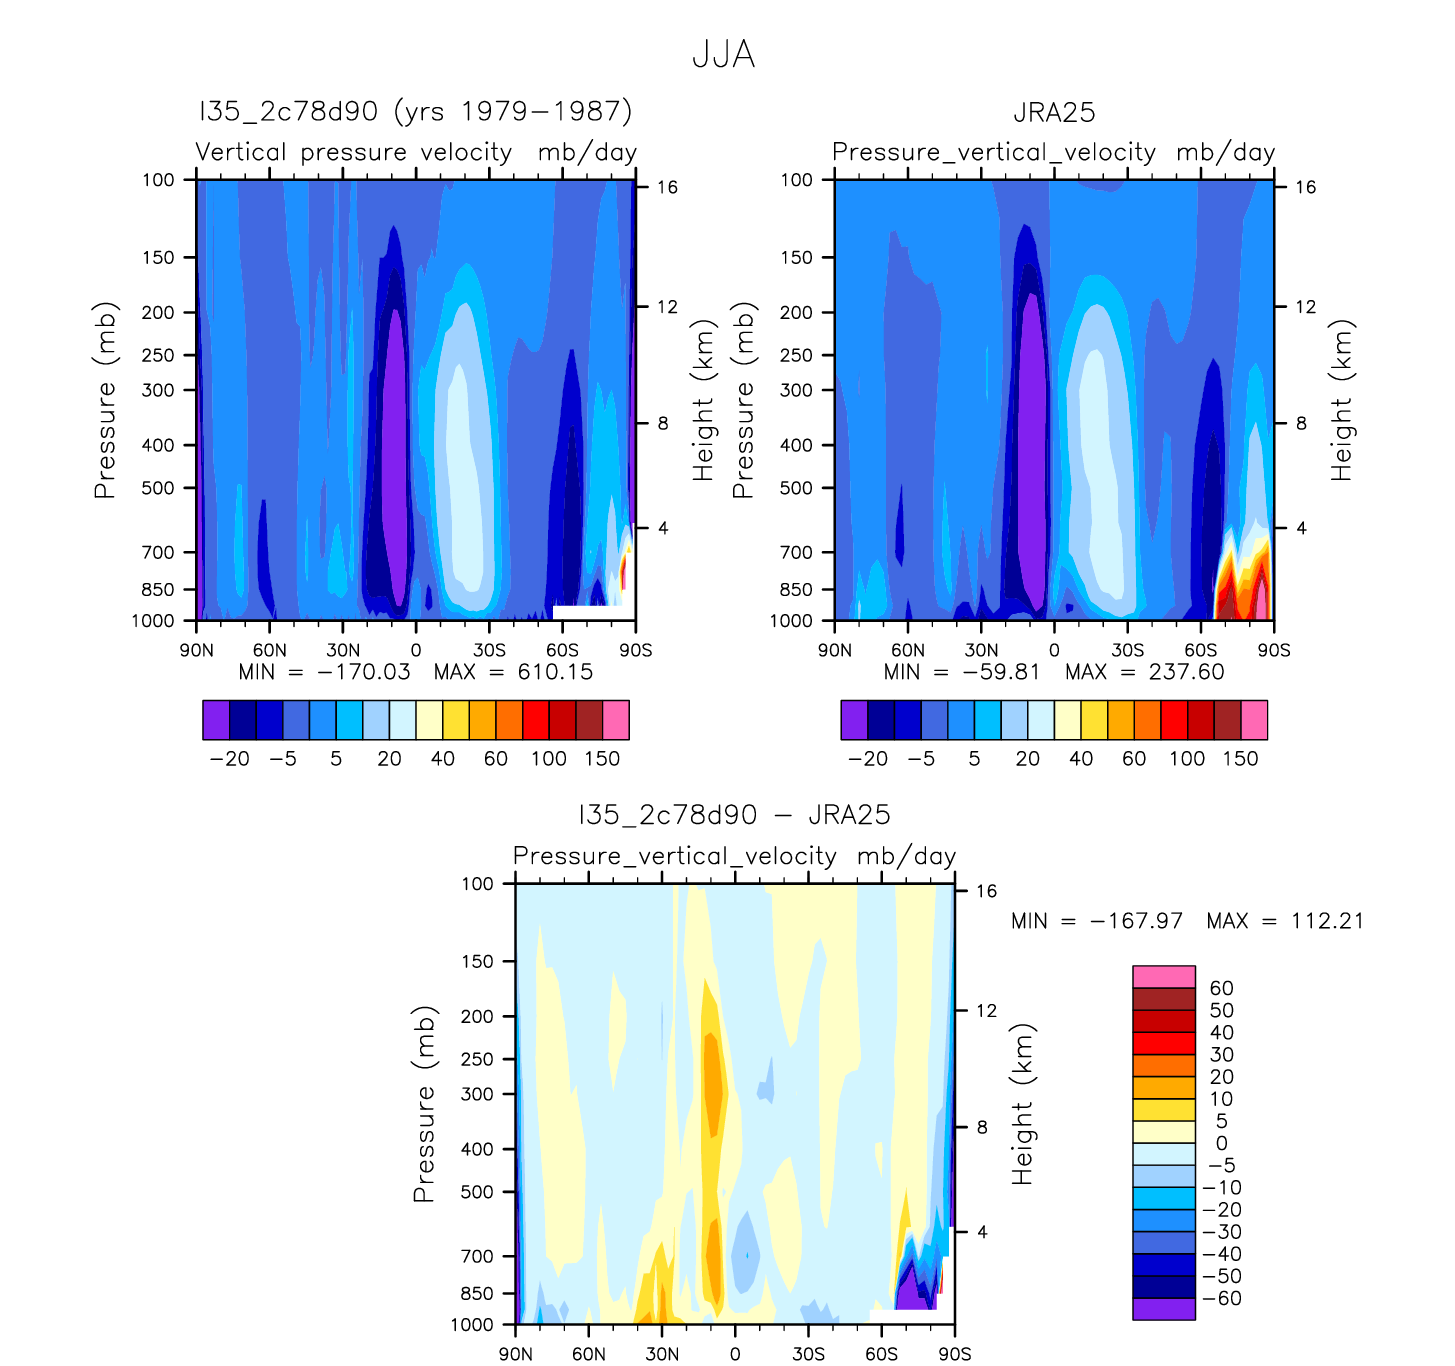 JJA
I35_2c78d90 (yrs 1979−1987)
Vertical pressure velocity mb/day
100
150
200
250
300
400
500
700
850
1000
Pressure (mb)
16
12
8
4
Height (km)
90N 60N 30N 0 30S 60S 90S
MIN = −170.03 MAX = 610.15
−20 −5 5 20 40 60 100 150
JRA25
Pressure_vertical_velocity mb/day
100
150
200
250
300
400
500
700
850
1000
Pressure (mb)
16
12
8
4
Height (km)
90N 60N 30N 0 30S 60S 90S
MIN = −59.81 MAX = 237.60
−20 −5 5 20 40 60 100 150
I35_2c78d90 − JRA25
Pressure_vertical_velocity mb/day
100
150
200
250
300
400
500
700
850
1000
Pressure (mb)
16
12
8
4
Height (km)
90N 60N 30N 0 30S 60S 90S
MIN = −167.97 MAX = 112.21
60
50
40
30
20
10
5
0
−5
−10
−20
−30
−40
−50
−60